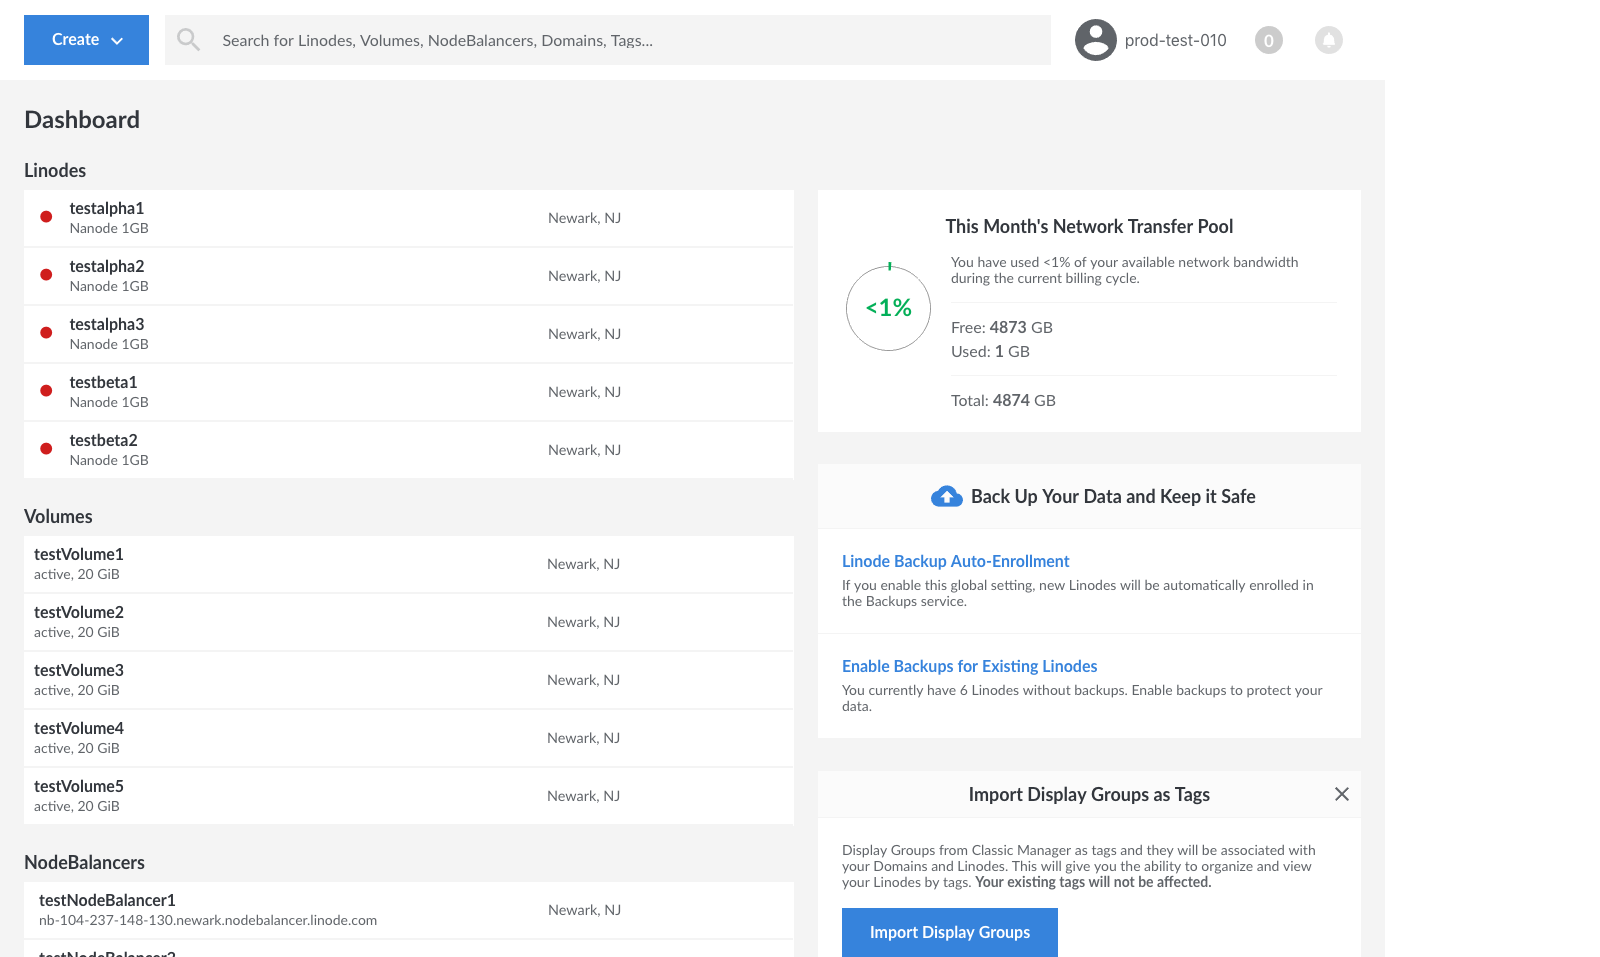 Create
Search for Linodes, Volumes, NodeBalancers, Domains, Tags...
prod-test-010
0
Dashboard
Linodes
testalpha1
Nanode 1GB
Newark, NJ
testalpha2
Nanode 1GB
Newark, NJ
testalpha3
Nanode 1GB
Newark, NJ
testbeta1
Nanode 1GB
Newark, NJ
testbeta2
Nanode 1GB
Newark, NJ
Volumes
testVolume1
active, 20 GiB
Newark, NJ
testVolume2
active, 20 GiB
Newark, NJ
testVolume3
active, 20 GiB
Newark, NJ
testVolume4
active, 20 GiB
Newark, NJ
testVolume5
active, 20 GiB
Newark, NJ
NodeBalancers
testNodeBalancer1
nb-104-237-148-130.newark.nodebalancer.linode.com
Newark, NJ
testNodeBalancer2
This Month's Network Transfer Pool
<1%
You have used <1% of your available network bandwidth
during the current billing cycle.
Free: 4873 GB
Used: 1 GB
Total: 4874 GB
Back Up Your Data and Keep it Safe
Linode Backup Auto-Enrollment
If you enable this global setting, new Linodes will be automatically enrolled in
the Backups service.
Enable Backups for Existing Linodes
You currently have 6 Linodes without backups. Enable backups to protect your
data.
Import Display Groups as Tags
Display Groups from Classic Manager as tags and they will be associated with
your Domains and Linodes. This will give you the ability to organize and view
your Linodes by tags. Your existing tags will not be affected.
Import Display Groups